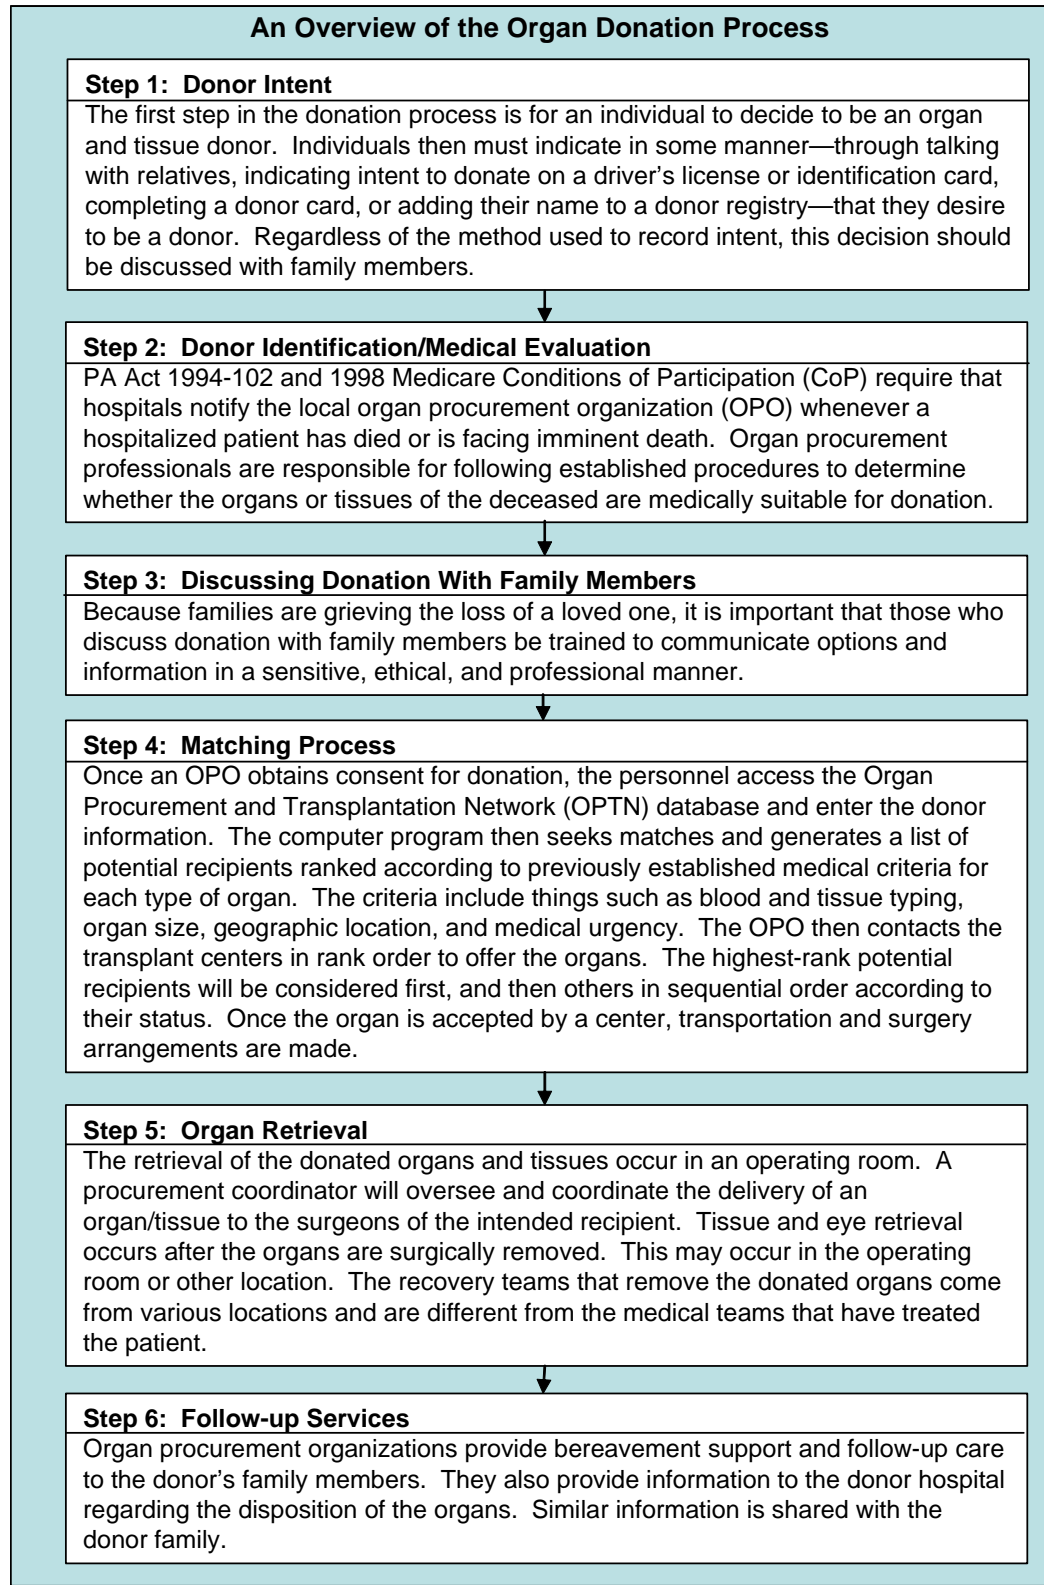 An Overview of the Organ Donation Process
Step 1:  Donor Intent
The first step in the donation process is for an individual to decide to be an organ
and tissue donor.  Individuals then must indicate in some manner—through talking
with relatives, indicating intent to donate on a driver's license or identification card,
completing a donor card, or adding their name to a donor registry—that they desire
to be a donor.  Regardless of the method used to record intent, this decision should
be discussed with family members.
Step 2:  Donor Identification/Medical Evaluation
PA Act 1994-102 and 1998 Medicare Conditions of Participation (CoP) require that
hospitals notify the local organ procurement organization (OPO) whenever a
hospitalized patient has died or is facing imminent death.  Organ procurement
professionals are responsible for following established procedures to determine
whether the organs or tissues of the deceased are medically suitable for donation.
Step 3:  Discussing Donation With Family Members
Because families are grieving the loss of a loved one, it is important that those who
discuss donation with family members be trained to communicate options and
information in a sensitive, ethical, and professional manner.
Step 4:  Matching Process
Once an OPO obtains consent for donation, the personnel access the Organ
Procurement and Transplantation Network (OPTN) database and enter the donor
information.  The computer program then seeks matches and generates a list of
potential recipients ranked according to previously established medical criteria for
each type of organ.  The criteria include things such as blood and tissue typing,
organ size, geographic location, and medical urgency.  The OPO then contacts the
transplant centers in rank order to offer the organs.  The highest-rank potential
recipients will be considered first, and then others in sequential order according to
their status.  Once the organ is accepted by a center, transportation and surgery
arrangements are made.
Step 5:  Organ Retrieval
The retrieval of the donated organs and tissues occur in an operating room.  A
procurement coordinator will oversee and coordinate the delivery of an
organ/tissue to the surgeons of the intended recipient.  Tissue and eye retrieval
occurs after the organs are surgically removed.  This may occur in the operating
room or other location.  The recovery teams that remove the donated organs come
from various locations and are different from the medical teams that have treated
the patient.
Step 6:  Follow-up Services
Organ procurement organizations provide bereavement support and follow-up care
to the donor's family members.  They also provide information to the donor hospital
regarding the disposition of the organs.  Similar information is shared with the
donor family.